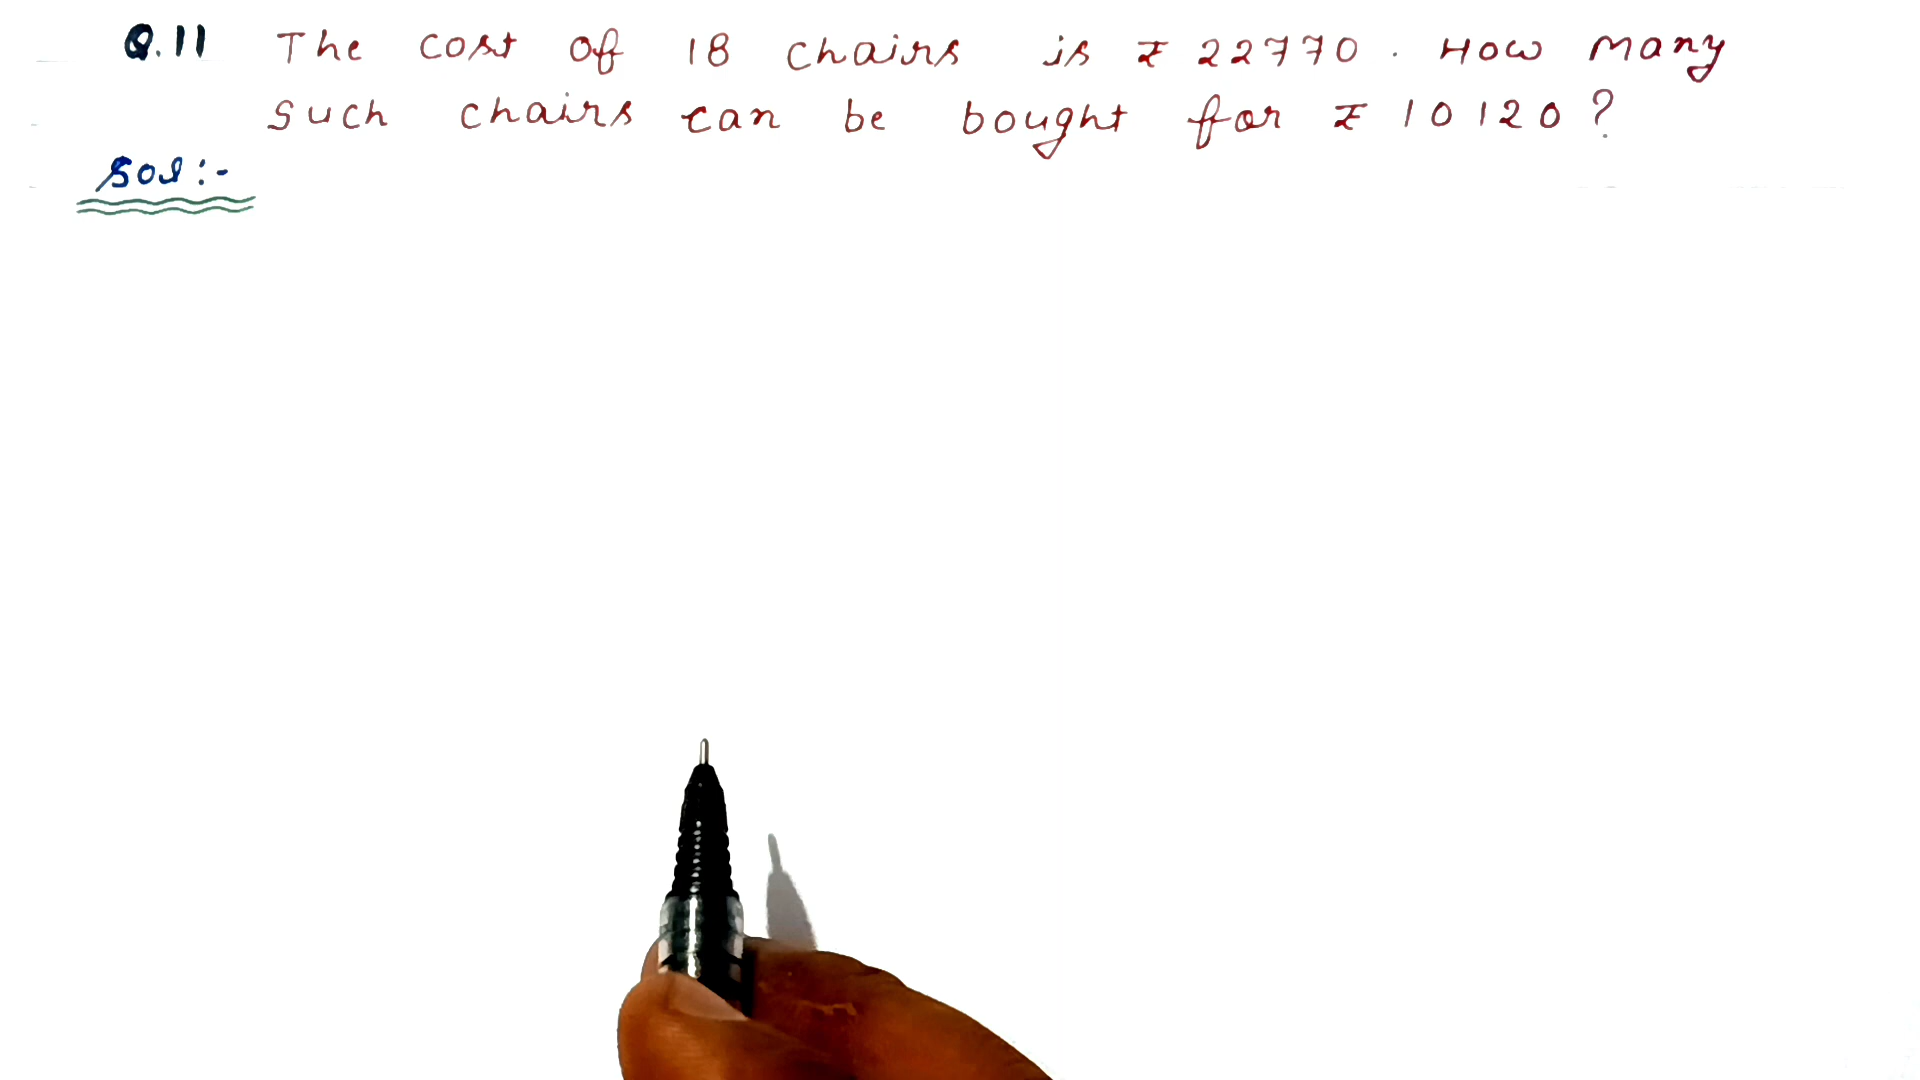 Q.11 The cost of 18 chairs is ₹ 22770. How many
such chairs can be bought for ₹ 10120?
Sol:-